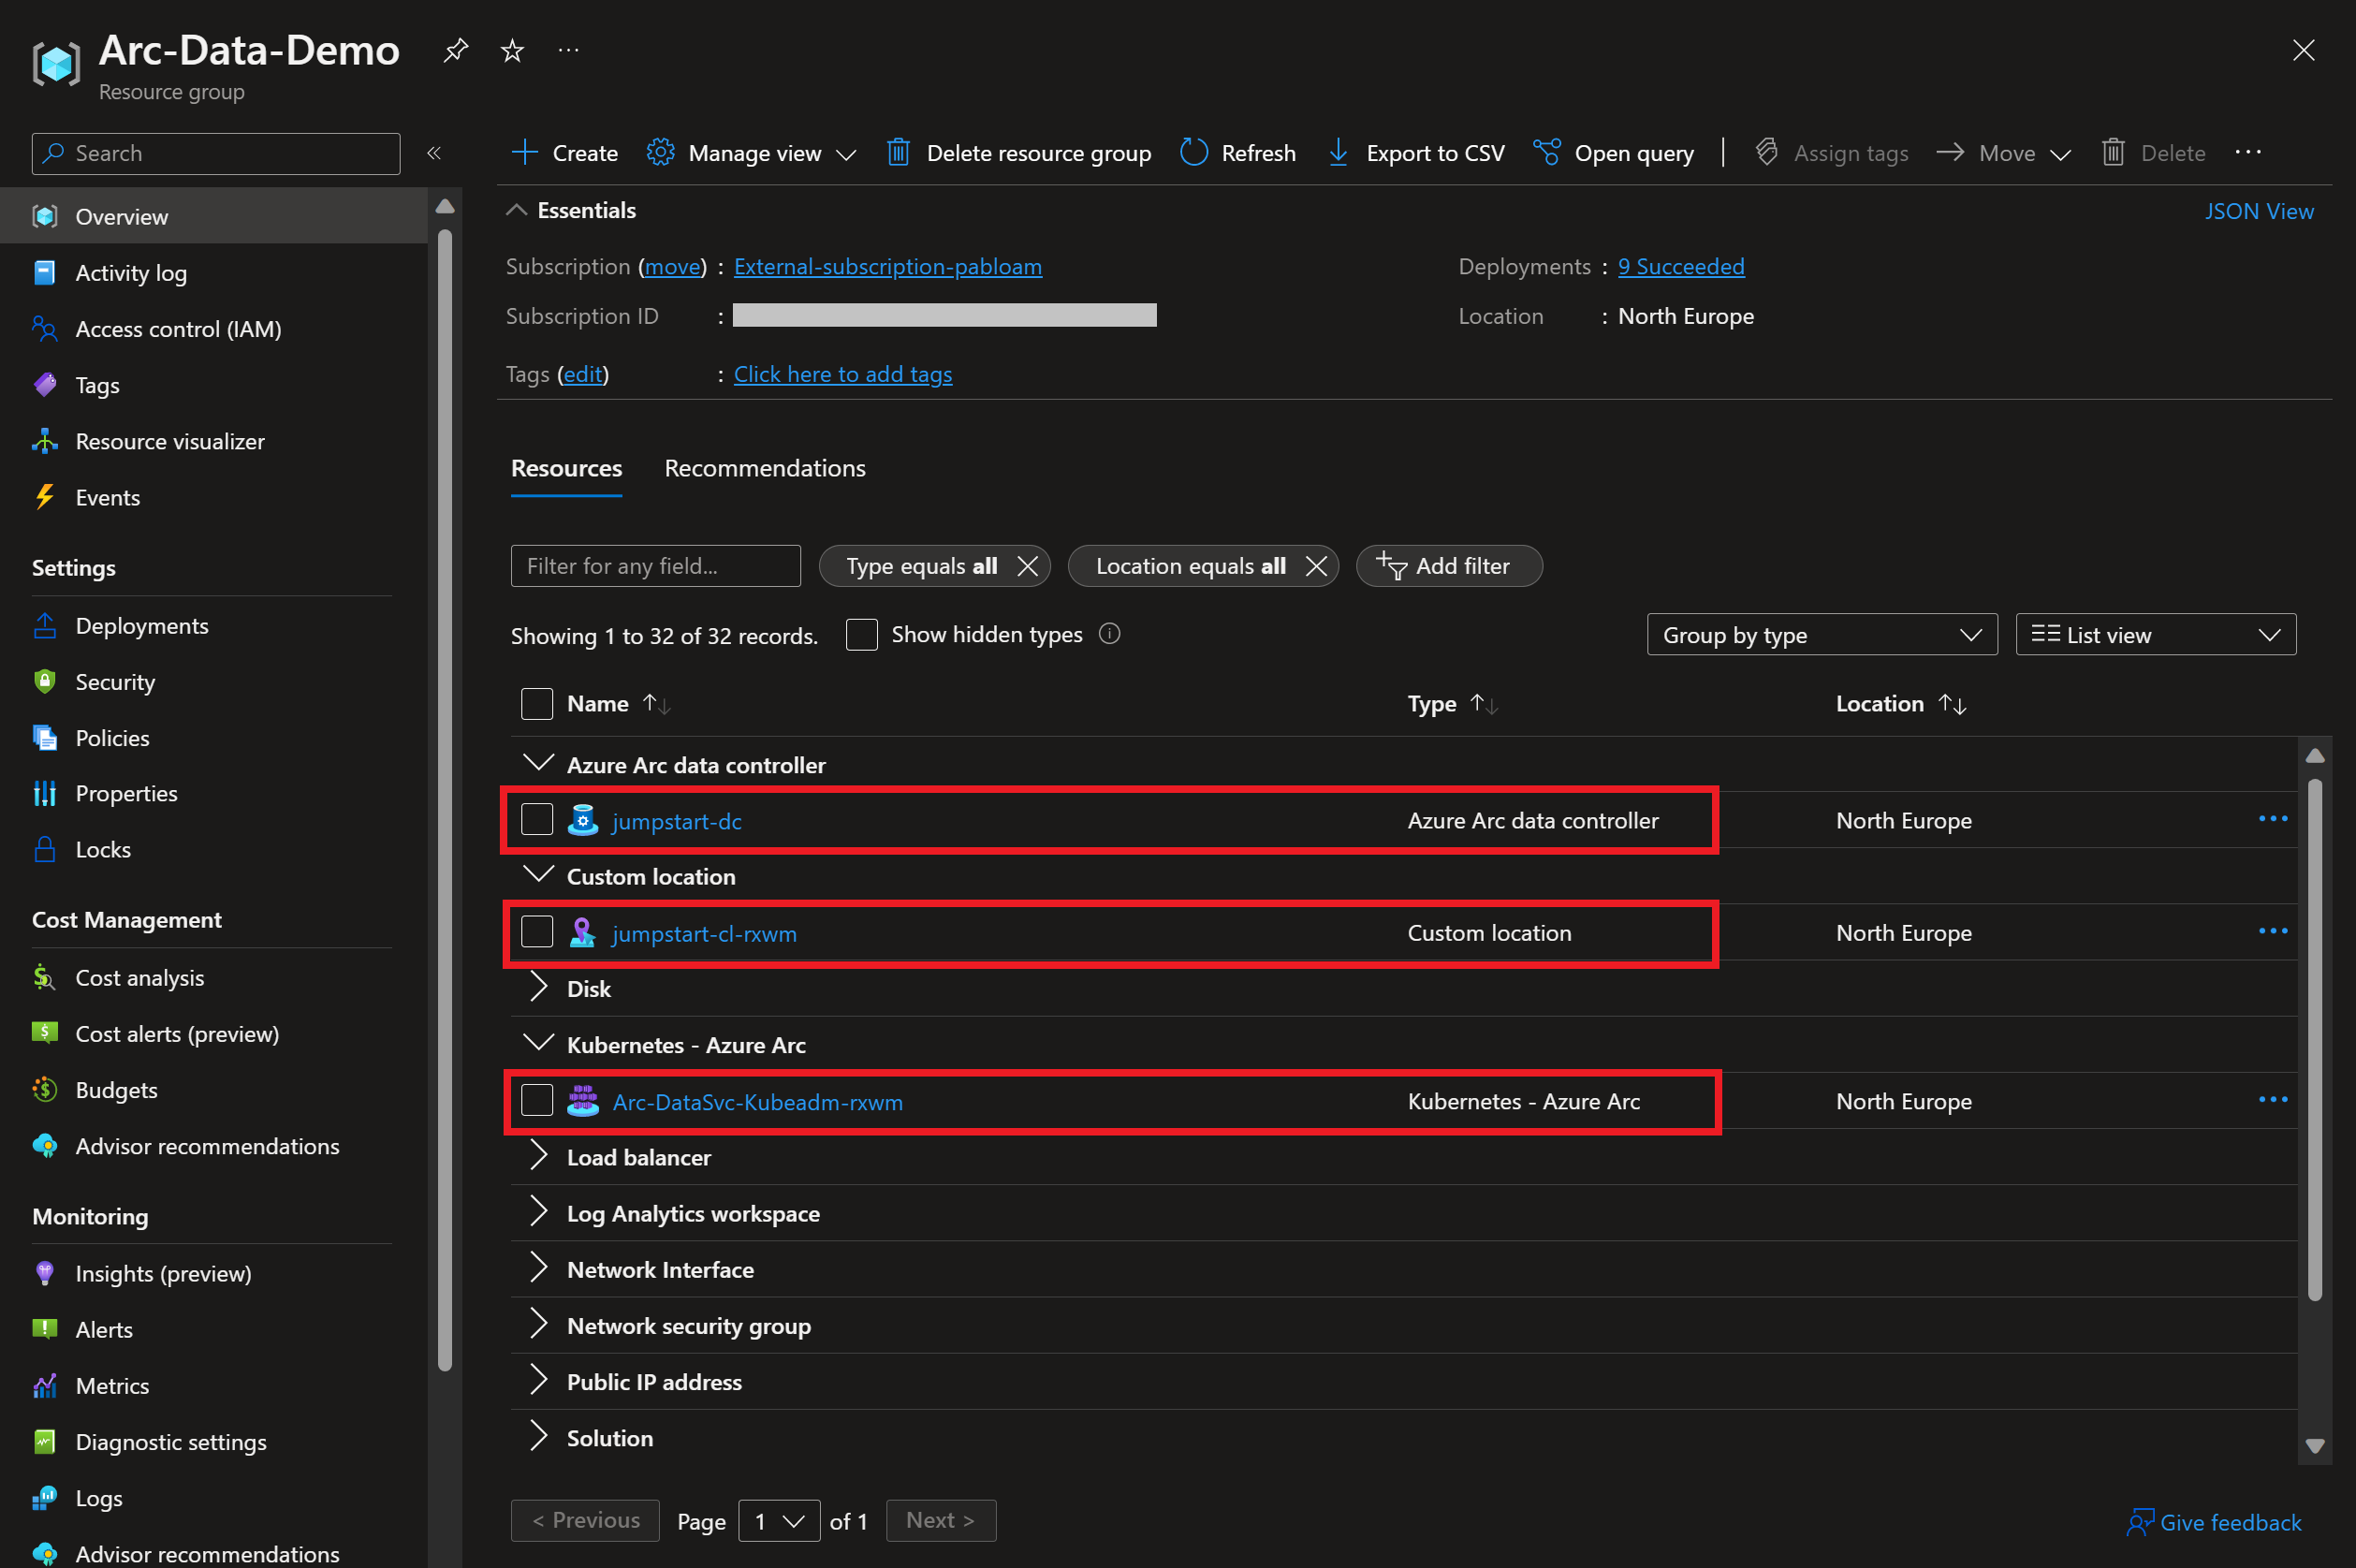 Arc-Data-Demo
Resource group
Search
Overview
Activity log
Access control (IAM)
Tags
Resource visualizer
Events
Settings
Deployments
Security
Policies
Properties
Locks
Cost Management
Cost analysis
Cost alerts (preview)
Budgets
Advisor recommendations
Monitoring
Insights (preview)
Alerts
Metrics
Diagnostic settings
Logs
Advisor recommendations
Create Manage view Delete resource group Refresh Export to CSV Open query Assign tags Move Delete
Essentials JSON View
Subscription (move) : External-subscription-pabloam Deployments : 9 Succeeded
Subscription ID : Location : North Europe
Tags (edit) : Click here to add tags
Resources Recommendations
Filter for any field... Type equals all Location equals all Add filter
Showing 1 to 32 of 32 records. Show hidden types Group by type List view
Name Type Location
Azure Arc data controller
jumpstart-dc Azure Arc data controller North Europe
Custom location
jumpstart-cl-rxwm Custom location North Europe
Disk
Kubernetes - Azure Arc
Arc-DataSvc-Kubeadm-rxwm Kubernetes - Azure Arc North Europe
Load balancer
Log Analytics workspace
Network Interface
Network security group
Public IP address
Solution
< Previous Page 1 of 1 Next > Give feedback